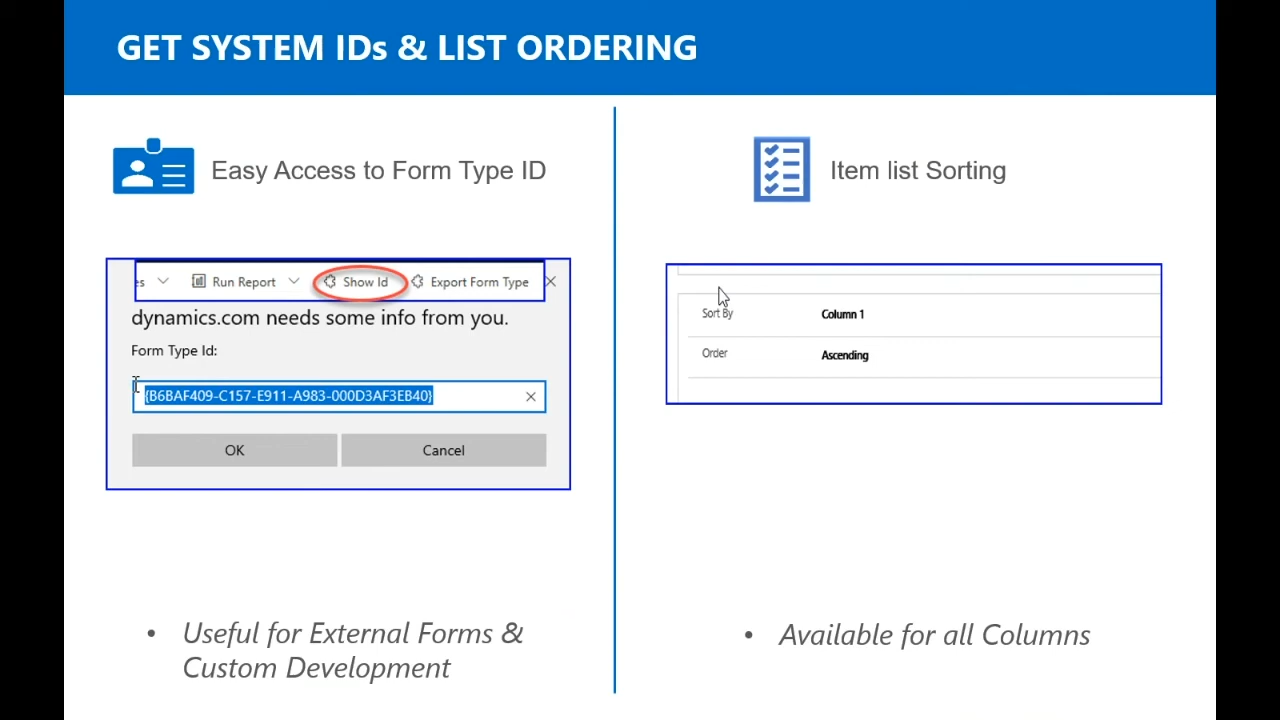 GET SYSTEM IDs & LIST ORDERING
Easy Access to Form Type ID
es Run Report Show Id Export Form Type
dynamics.com needs some info from you.
Form Type Id:
{B6BAF409-C157-E911-A983-000D3AF3EB40}
OK Cancel
• Useful for External Forms &
Custom Development
Item list Sorting
Sort By Column 1
Order Ascending
• Available for all Columns